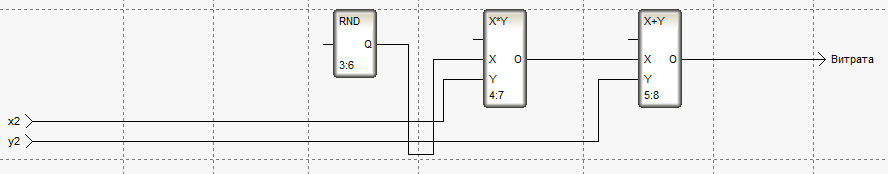 RND
Q
3:6
X*Y
X O
Y
4:7
X+Y
X O
Y
5:8
Витрата
x2
y2